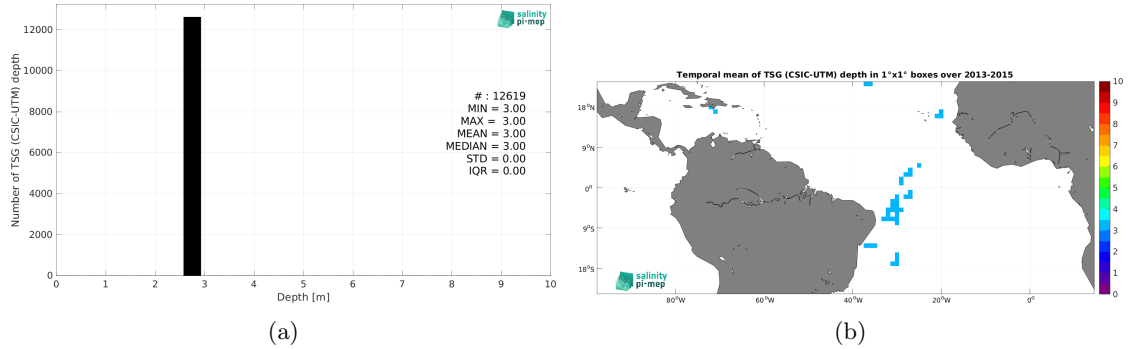 salinity
pi-mep
12000
10000
8000
6000
4000
2000
0
Number of TSG (CSIC-UTM) depth
# : 12619
MIN = 3.00
MAX = 3.00
MEAN = 3.00
MEDIAN = 3.00
STD = 0.00
IQR = 0.00
0 1 2 3 4 5 6 7 8 9 10
Depth [m]
(a)
Temporal mean of TSG (CSIC-UTM) depth in 1°x1° boxes over 2013-2015
18°N
9°N
0°
9°S
18°S
80°W 60°W 40°W 20°W 0°
salinity
pi-mep
10
9
8
7
6
5
4
3
2
1
0
(b)